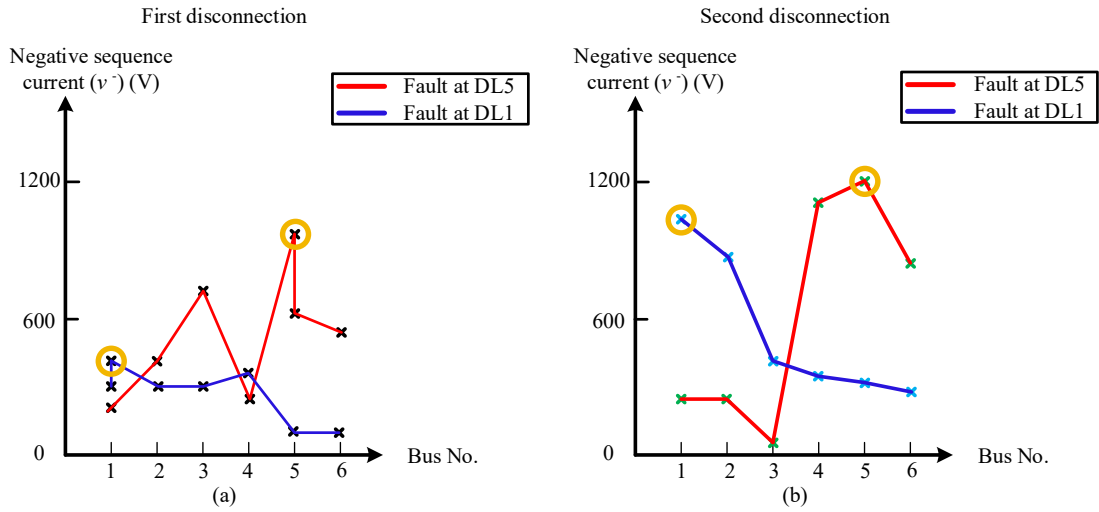 First disconnection
Negative sequence
current (v -) (V)
Fault at DL5
Fault at DL1
1200
600
0
1 2 3 4 5 6
Bus No.
(a)
Second disconnection
Negative sequence
current (v -) (V)
Fault at DL5
Fault at DL1
1200
600
0
1 2 3 4 5 6
Bus No.
(b)